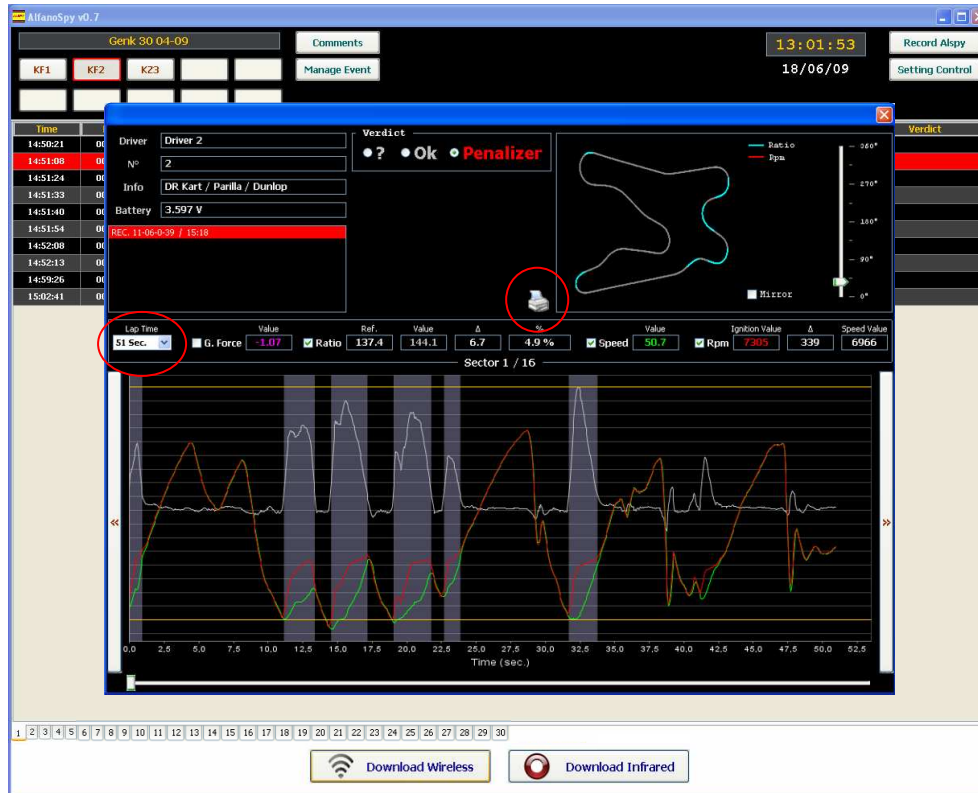 AlfanoSpy v0.7
Genk 30 04-09
Comments
13:01:53
Record Alspy
KF1
KF2
KZ3
Manage Event
18/06/09
Setting Control
Time
Verdict
14:50:21
14:51:08
14:51:24
14:51:33
14:51:40
14:51:54
14:52:08
14:52:13
14:59:26
15:02:41
Driver
Driver 2
N°
2
Info
DR Kart / Parilla / Dunlop
Battery
3.597 V
REC. 11-06-0-39 / 15:18
Verdict
? Ok Penalizer
Ratio
Rpm
360°
270°
180°
90°
0°
Mirror
Lap Time
51 Sec.
G. Force
Value
-1.07
Ratio
Ref.
137.4
Value
144.1
Δ
6.7
%
4.9 %
Speed
Value
50.7
Rpm
Ignition Value
7305
Δ
339
Speed Value
6966
Sector 1 / 16
«
»
0,0 2,5 5,0 7,5 10,0 12,5 15,0 17,5 20,0 22,5 25,0 27,5 30,0 32,5 35,0 37,5 40,0 42,5 45,0 47,5 50,0 52,5
Time (sec.)
1 2 3 4 5 6 7 8 9 10 11 12 13 14 15 16 17 18 19 20 21 22 23 24 25 26 27 28 29 30
Download Wireless
Download Infrared